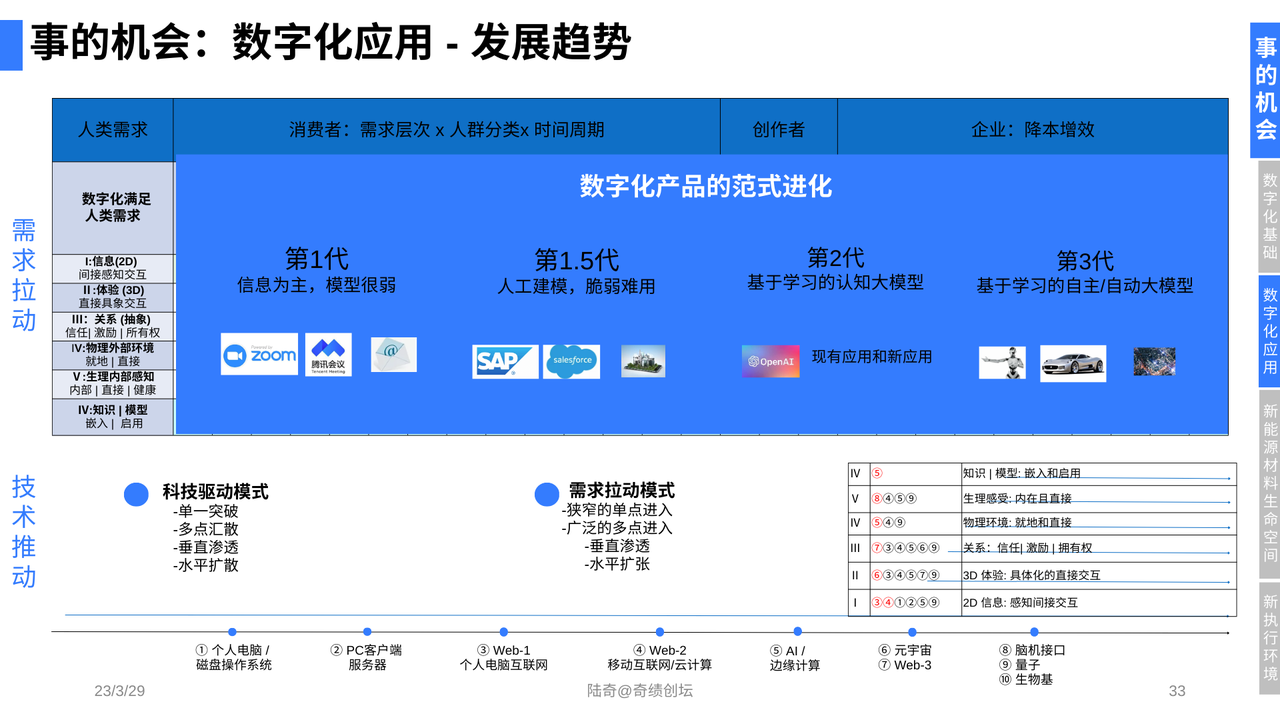 事的机会：数字化应用 - 发展趋势
需求拉动
技术推动
人类需求
消费者：需求层次 x 人群分类x 时间周期
创作者
企业：降本增效
数字化满足
人类需求
I:信息(2D)
间接感知交互
II :体验 (3D)
直接具象交互
III：关系 (抽象)
信任| 激励 | 所有权
IV:物理外部环境
就地 | 直接
V :生理内部感知
内部 | 直接 | 健康
IV:知识 | 模型
嵌入 | 启用
数字化产品的范式进化
第1代
信息为主，模型很弱
zoom
腾讯会议
Tencent Meeting
@
第1.5代
人工建模，脆弱难用
SAP
salesforce
第2代
基于学习的认知大模型
OpenAI
现有应用和新应用
第3代
基于学习的自主/自动大模型
科技驱动模式
-单一突破
-多点汇散
-垂直渗透
-水平扩散
需求拉动模式
-狭窄的单点进入
-广泛的多点进入
-垂直渗透
-水平扩张
IV ⑤ 知识 | 模型: 嵌入和启用
V ⑧④⑤⑨ 生理感受: 内在且直接
IV ⑤④⑨ 物理环境: 就地和直接
III ⑦③④⑤⑥⑨ 关系：信任| 激励 | 拥有权
II ⑥③④⑤⑦⑨ 3D 体验: 具体化的直接交互
I ③④①②⑤⑨ 2D 信息: 感知间接交互
① 个人电脑 /
磁盘操作系统
② PC客户端
服务器
③ Web-1
个人电脑互联网
④ Web-2
移动互联网/云计算
⑤ AI /
边缘计算
⑥ 元宇宙
⑦ Web-3
⑧ 脑机接口
⑨ 量子
⑩ 生物基
23/3/29
陆奇@奇绩创坛
33
事的机会
数字化基础
数字化应用
新能源材料生命空间
新执行环境